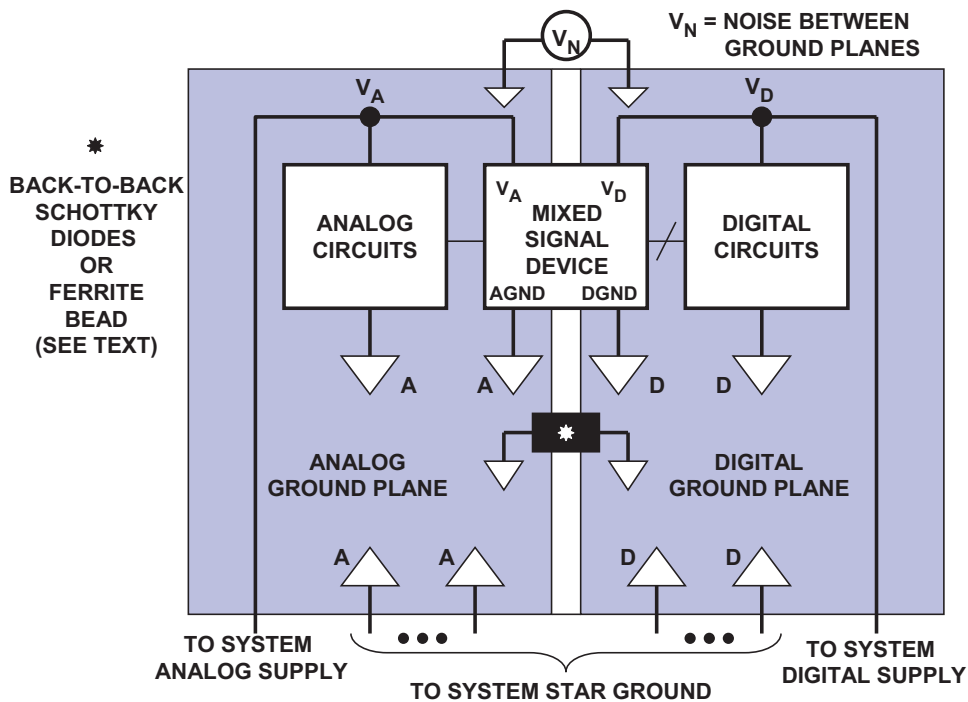 V_N = NOISE BETWEEN
GROUND PLANES
V_N
V_A
V_D
*
BACK-TO-BACK
SCHOTTKY
DIODES
OR
FERRITE
BEAD
(SEE TEXT)
ANALOG
CIRCUITS
V_A V_D
MIXED
SIGNAL
DEVICE
AGND DGND
DIGITAL
CIRCUITS
A A D D
*
ANALOG
GROUND PLANE
DIGITAL
GROUND PLANE
A A D D
TO SYSTEM
ANALOG SUPPLY
TO SYSTEM STAR GROUND
TO SYSTEM
DIGITAL SUPPLY